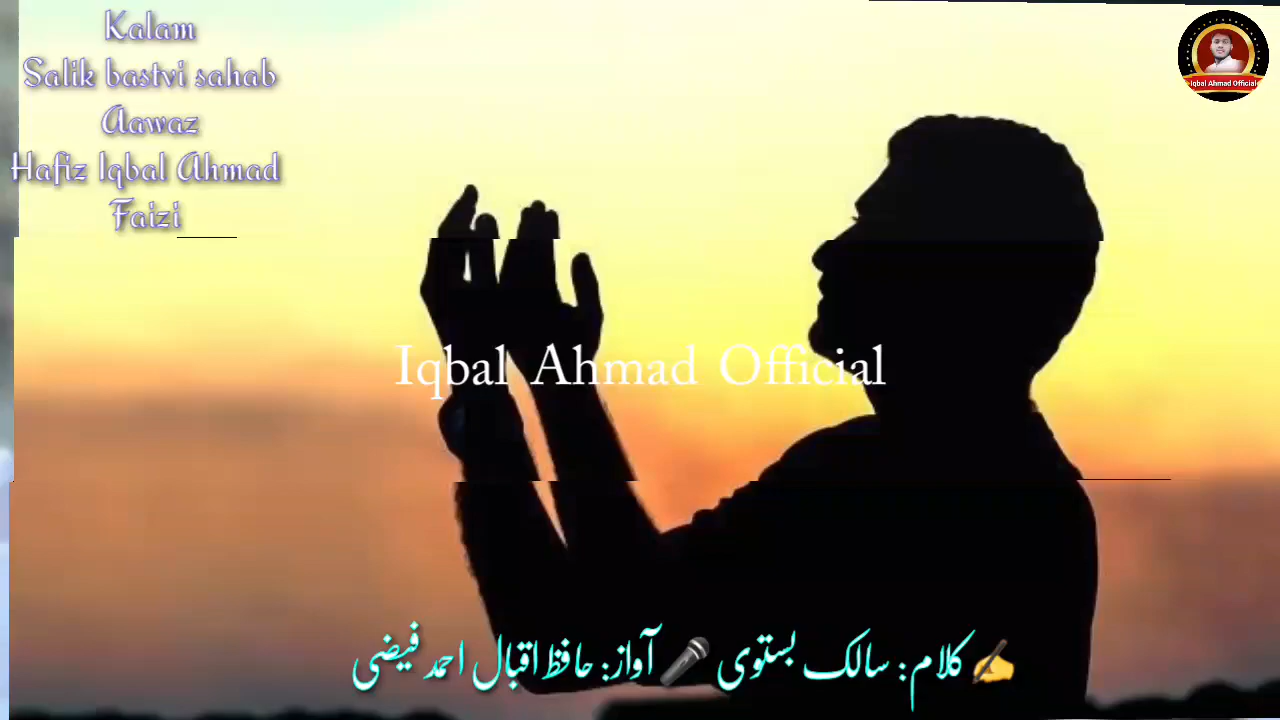 Kalam
Salik bastvi sahab
Aawaz
Hafiz Iqbal Ahmad
Faizi
Iqbal Ahmad Official
Iqbal Ahmad Official
✍️ کلام: سالک بستوی 🎤 آواز: حافظ اقبال احمد فیضی